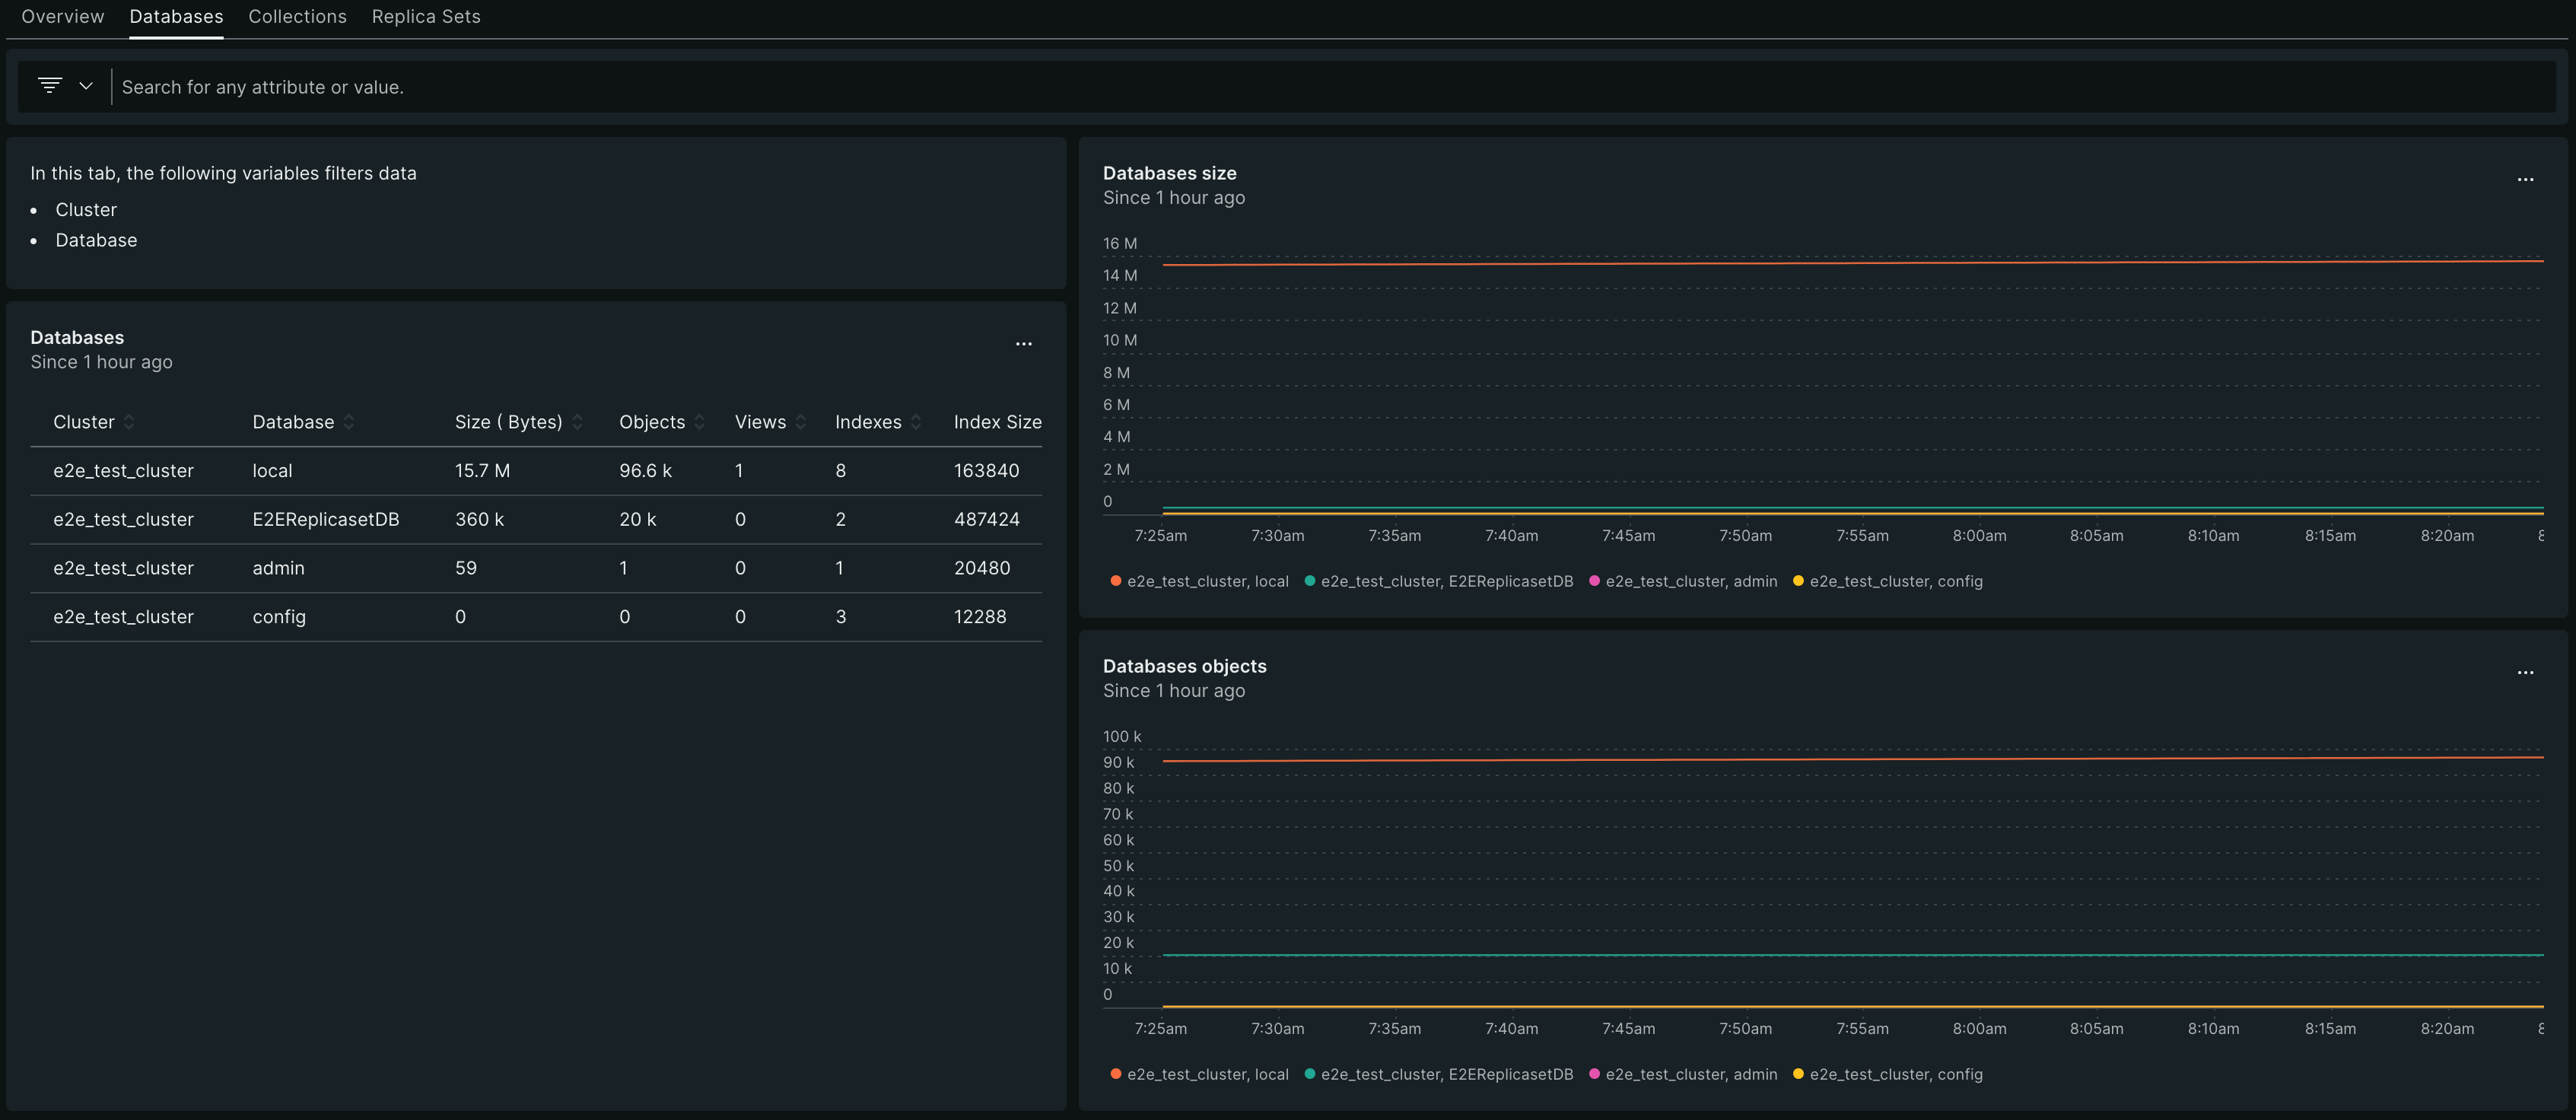 Overview Databases Collections Replica Sets
Search for any attribute or value.
In this tab, the following variables filters data
• Cluster
• Database
Databases
Since 1 hour ago
Cluster Database Size ( Bytes) Objects Views Indexes Index Size
e2e_test_cluster local 15.7 M 96.6 k 1 8 163840
e2e_test_cluster E2EReplicasetDB 360 k 20 k 0 2 487424
e2e_test_cluster admin 59 1 0 1 20480
e2e_test_cluster config 0 0 0 3 12288
Databases size
Since 1 hour ago
16 M
14 M
12 M
10 M
8 M
6 M
4 M
2 M
0
7:25am 7:30am 7:35am 7:40am 7:45am 7:50am 7:55am 8:00am 8:05am 8:10am 8:15am 8:20am
e2e_test_cluster, local e2e_test_cluster, E2EReplicasetDB e2e_test_cluster, admin e2e_test_cluster, config
Databases objects
Since 1 hour ago
100 k
90 k
80 k
70 k
60 k
50 k
40 k
30 k
20 k
10 k
0
7:25am 7:30am 7:35am 7:40am 7:45am 7:50am 7:55am 8:00am 8:05am 8:10am 8:15am 8:20am
e2e_test_cluster, local e2e_test_cluster, E2EReplicasetDB e2e_test_cluster, admin e2e_test_cluster, config